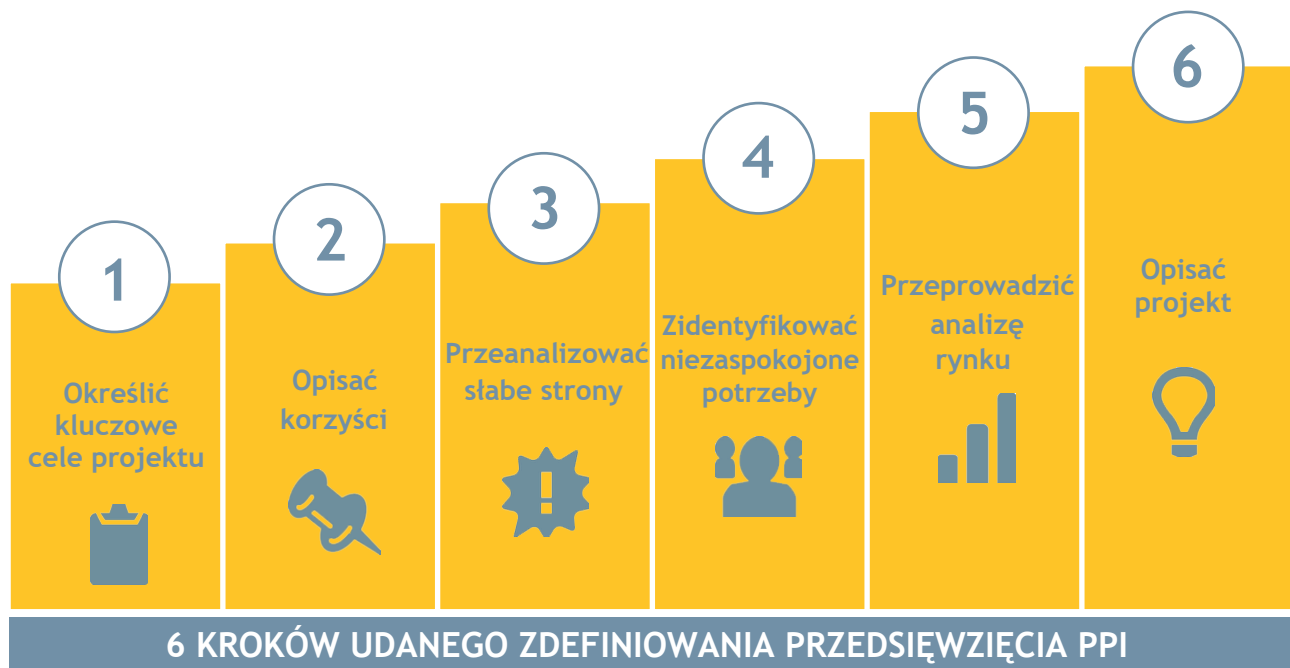 1
Określić
kluczowe
cele projektu
2
Opisać
korzyści
3
Przeanalizować
słabe strony
4
Zidentyfikować
niezaspokojone
potrzeby
5
Przeprowadzić
analizę
rynku
6
Opisać
projekt
6 KROKÓW UDANEGO ZDEFINIOWANIA PRZEDSIĘWZIĘCIA PPI